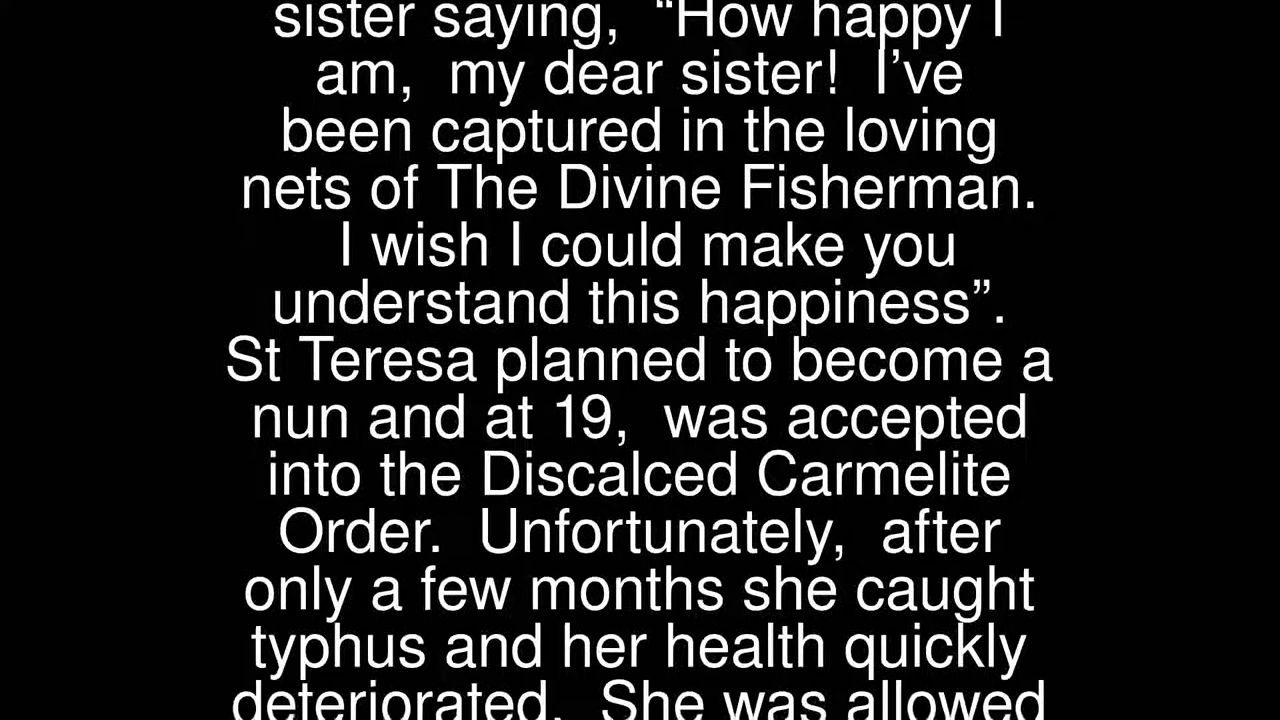 sister saying,  “How happy I
am,  my dear sister!  I’ve
been captured in the loving
nets of The Divine Fisherman.
I wish I could make you
understand this happiness”.
St Teresa planned to become a
nun and at 19,  was accepted
into the Discalced Carmelite
Order.  Unfortunately,  after
only a few months she caught
typhus and her health quickly
deteriorated.  She was allowed